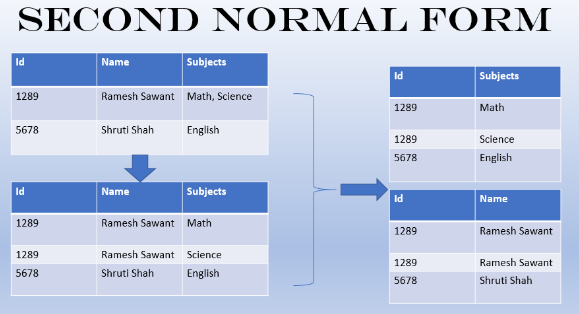 SECOND NORMAL FORM
Id Name Subjects
1289 Ramesh Sawant Math, Science
5678 Shruti Shah English
Id Name Subjects
1289 Ramesh Sawant Math
1289 Ramesh Sawant Science
5678 Shruti Shah English
Id Subjects
1289 Math
1289 Science
5678 English
Id Name
1289 Ramesh Sawant
1289 Ramesh Sawant
5678 Shruti Shah